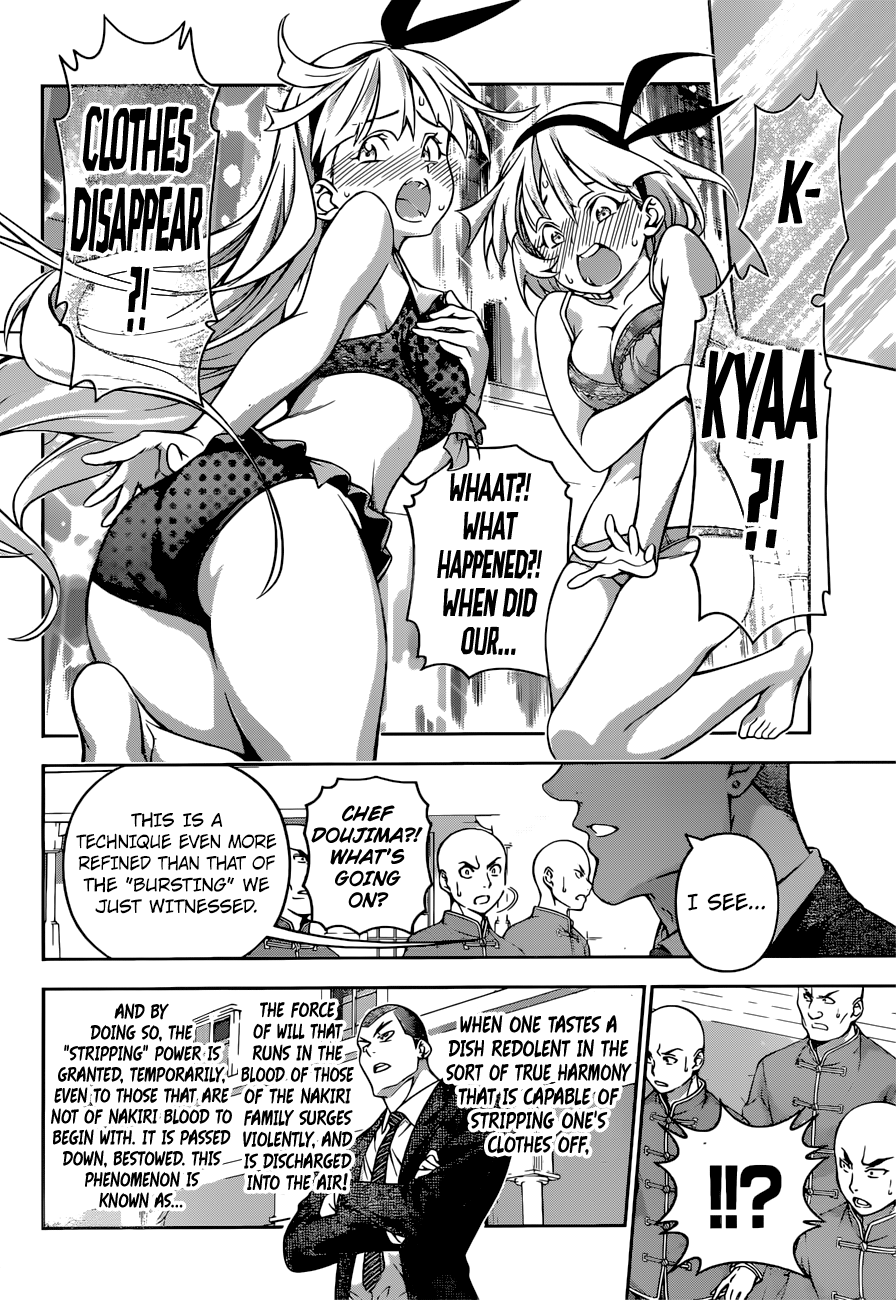 K-
KYAA
?!
WHAAT?!
WHAT
HAPPENED?!
WHEN DID
OUR...
CLOTHES
DISAPPEAR
?!
I SEE...
CHEF
DOUJIMA?!
WHAT'S
GOING
ON?
THIS IS A
TECHNIQUE EVEN MORE
REFINED THAN THAT OF
THE "BURSTING" WE
JUST WITNESSED.
!!?
WHEN ONE TASTES A
DISH REDOLENT IN THE
SORT OF TRUE HARMONY
THAT IS CAPABLE OF
STRIPPING ONE'S
CLOTHES OFF,
THE FORCE
OF WILL THAT
RUNS IN THE
BLOOD OF THOSE
OF THE NAKIRI
FAMILY SURGES
VIOLENTLY, AND
IS DISCHARGED
INTO THE AIR!
AND BY
DOING SO, THE
"STRIPPING" POWER IS
GRANTED, TEMPORARILY,
EVEN TO THOSE THAT ARE
NOT OF NAKIRI BLOOD TO
BEGIN WITH. IT IS PASSED
DOWN, BESTOWED. THIS
PHENOMENON IS
KNOWN AS...